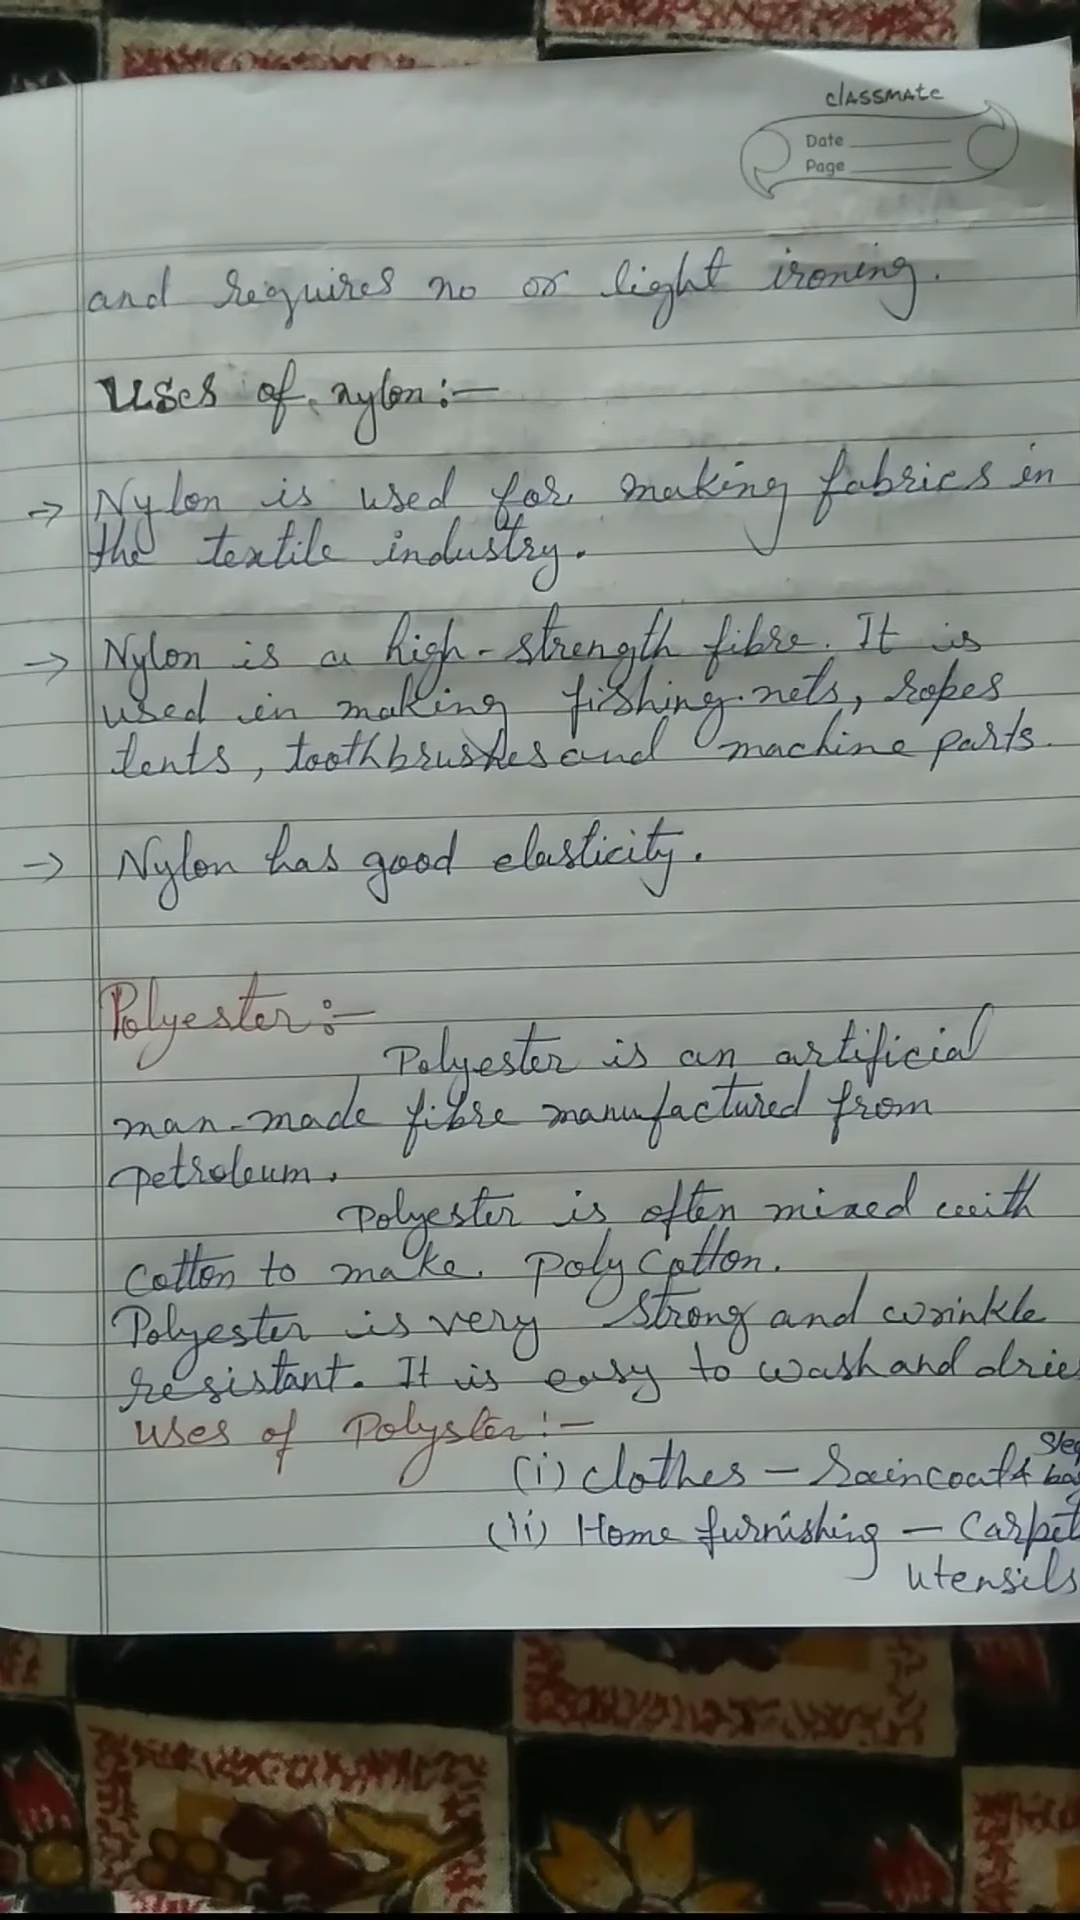 classmate
Date
Page
and requires no or light ironing.
Uses of nylon:-
→ Nylon is used for making fabrics in
the textile industry.
→ Nylon is a high-strength fibre. It is
used in making fishing nets, ropes
tents, toothbrushes and machine parts.
→ Nylon has good elasticity.
Polyester:-
Polyester is an artificial
man-made fibre manufactured from
petroleum.
Polyester is often mixed with
Cotton to make Poly Cotton.
Polyester is very strong and wrinkle
resistant. It is easy to wash and drie
Uses of Polyster:-
(i) Clothes - Raincoat
(ii) Home furnishing - Carpet
utensils